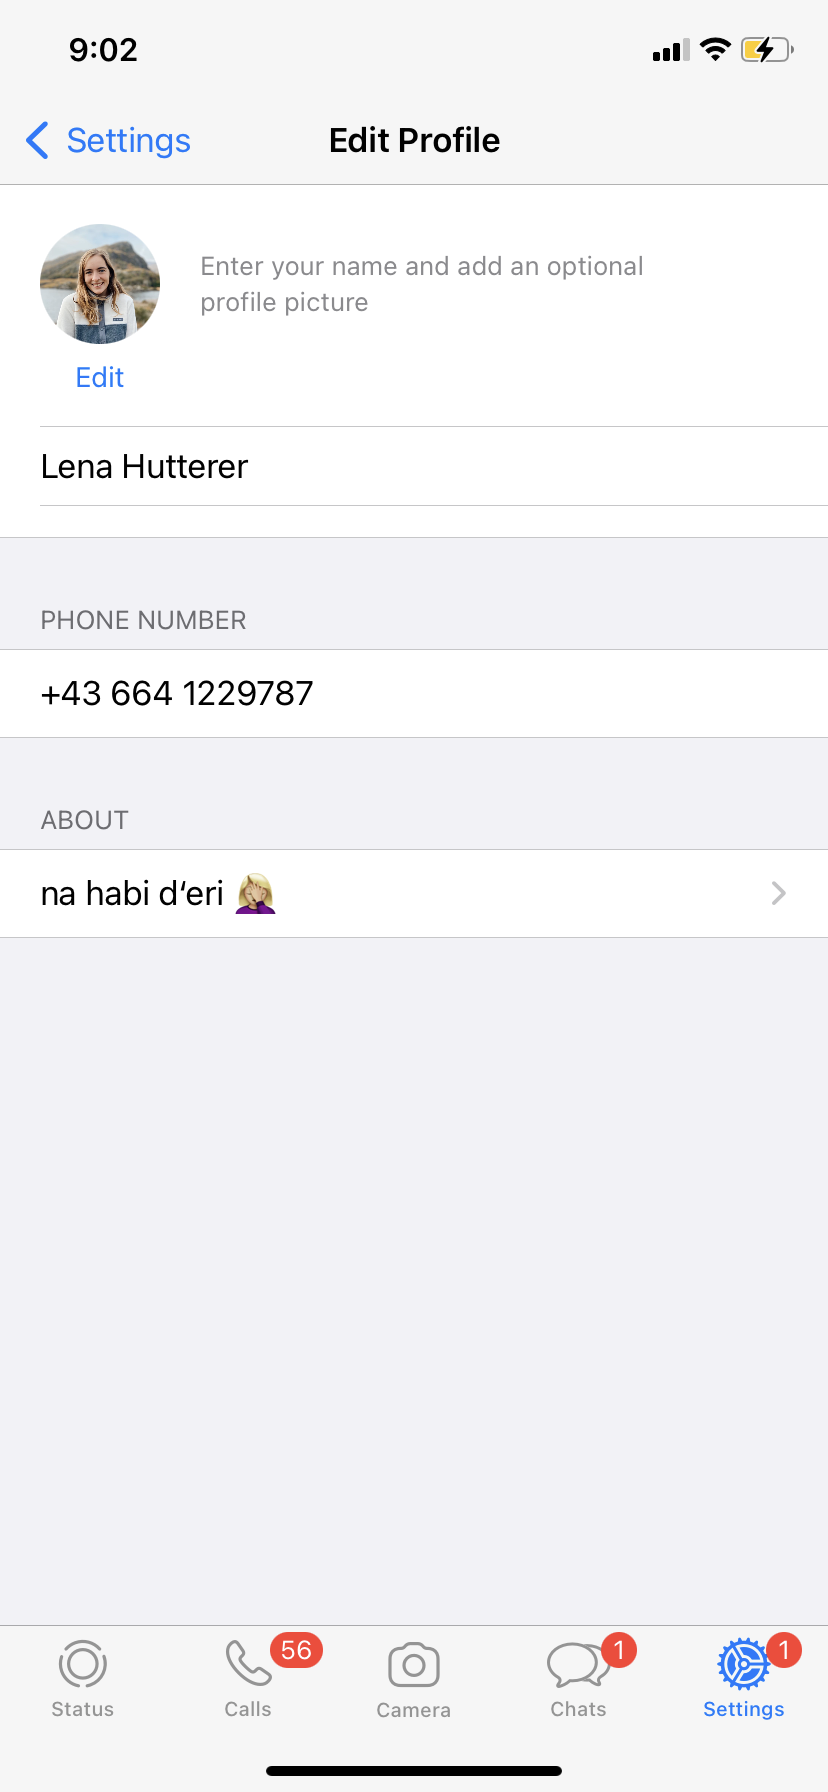 9:02
Settings
Edit Profile
Enter your name and add an optional
profile picture
Edit
Lena Hutterer
PHONE NUMBER
+43 664 1229787
ABOUT
na habi d‘eri 🤦🏼‍♀️
56
1
1
Status
Calls
Camera
Chats
Settings